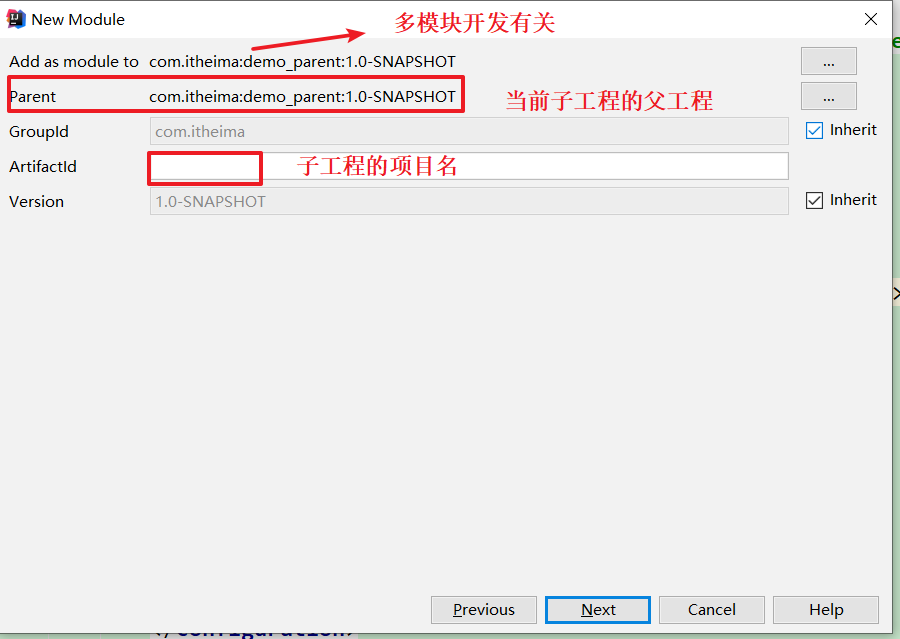 New Module
多模块开发有关
Add as module to com.itheima:demo_parent:1.0-SNAPSHOT ...
Parent com.itheima:demo_parent:1.0-SNAPSHOT ...
当前子工程的父工程
GroupId com.itheima Inherit
ArtifactId 子工程的项目名
Version 1.0-SNAPSHOT Inherit
Previous Next Cancel Help